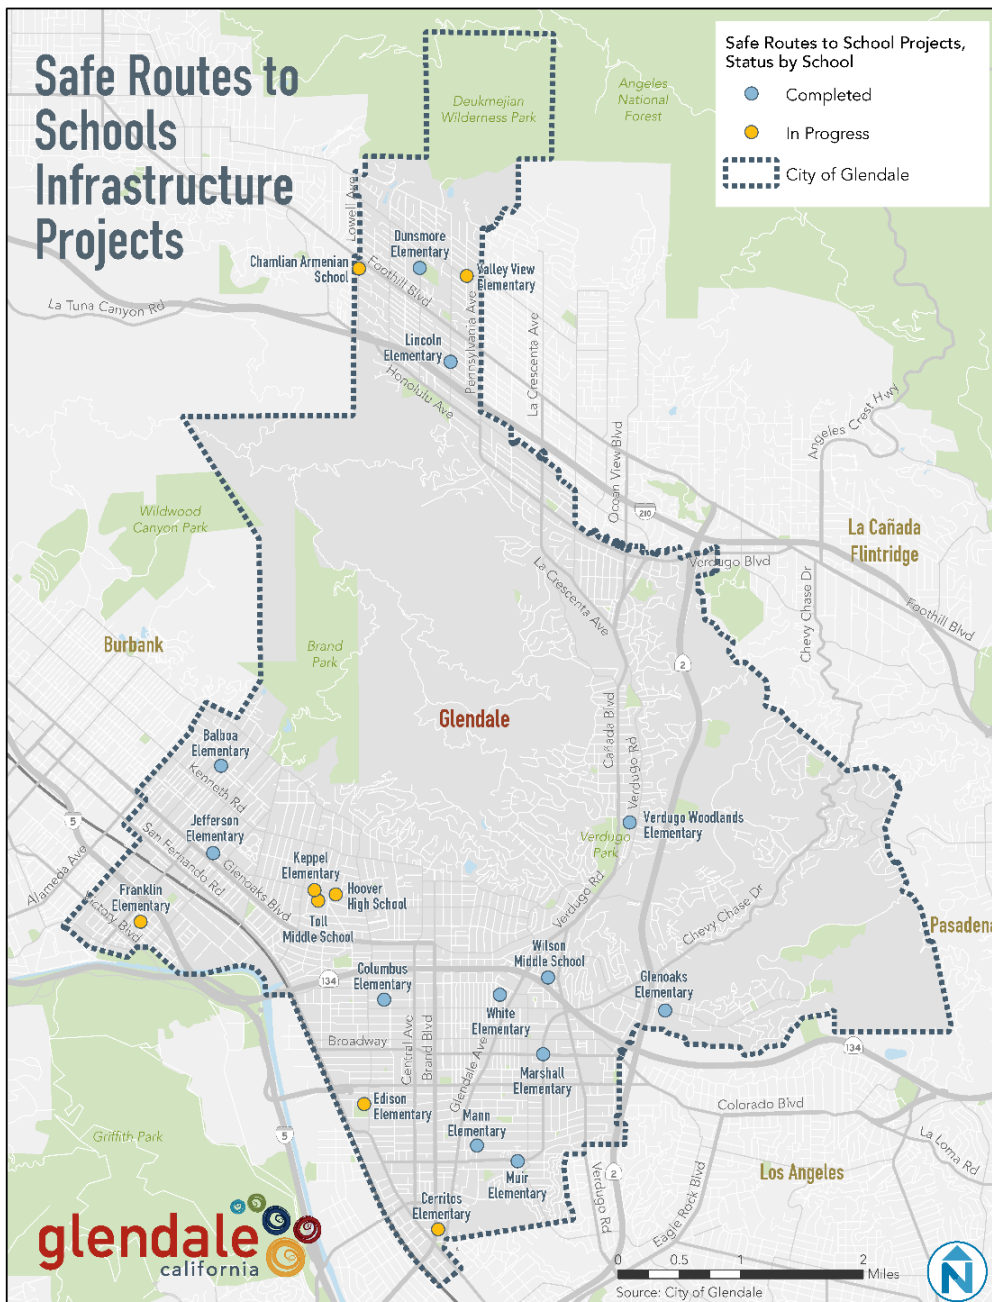 Safe Routes to
Schools
Infrastructure
Projects
Safe Routes to School Projects,
Status by School
Completed
In Progress
City of Glendale
Deukmejian
Wilderness Park
Angeles
National
Forest
Lowell Ave
Dunsmore
Elementary
Chamlian Armenian
School
Foothill Blvd
Valley View
Elementary
La Tuna Canyon Rd
Lincoln
Elementary
Pennsylvania Ave
La Crescenta Ave
Honolulu Ave
Angeles Crest Hwy
Ocean View Blvd
Wildwood
Canyon Park
210
La Cañada
Flintridge
Verdugo Blvd
La Crescenta Ave
Chevy Chase Dr
Foothill Blvd
Burbank
Brand
Park
2
Glendale
Cañada Blvd
Verdugo Rd
Balboa
Elementary
Kenneth Rd
5
Jefferson
Elementary
San Fernando Rd
Glenoaks Blvd
Verdugo Woodlands
Elementary
Verdugo
Park
Alameda Ave
Keppel
Elementary
Hoover
High School
Franklin
Elementary
Victory Blvd
Toll
Middle School
Verdugo Rd
Chevy Chase Dr
Pasadena
Wilson
Middle School
134
Columbus
Elementary
Glenoaks
Elementary
White
Elementary
Broadway
Central Ave
Brand Blvd
Glendale Ave
134
Marshall
Elementary
Edison
Elementary
Colorado Blvd
Mann
Elementary
Griffith Park
5
La Loma Rd
Muir
Elementary
2
Los Angeles
Verdugo Rd
Eagle Rock Blvd
Cerritos
Elementary
glendale
california
0 0.5 1 2
Miles
Source: City of Glendale
N